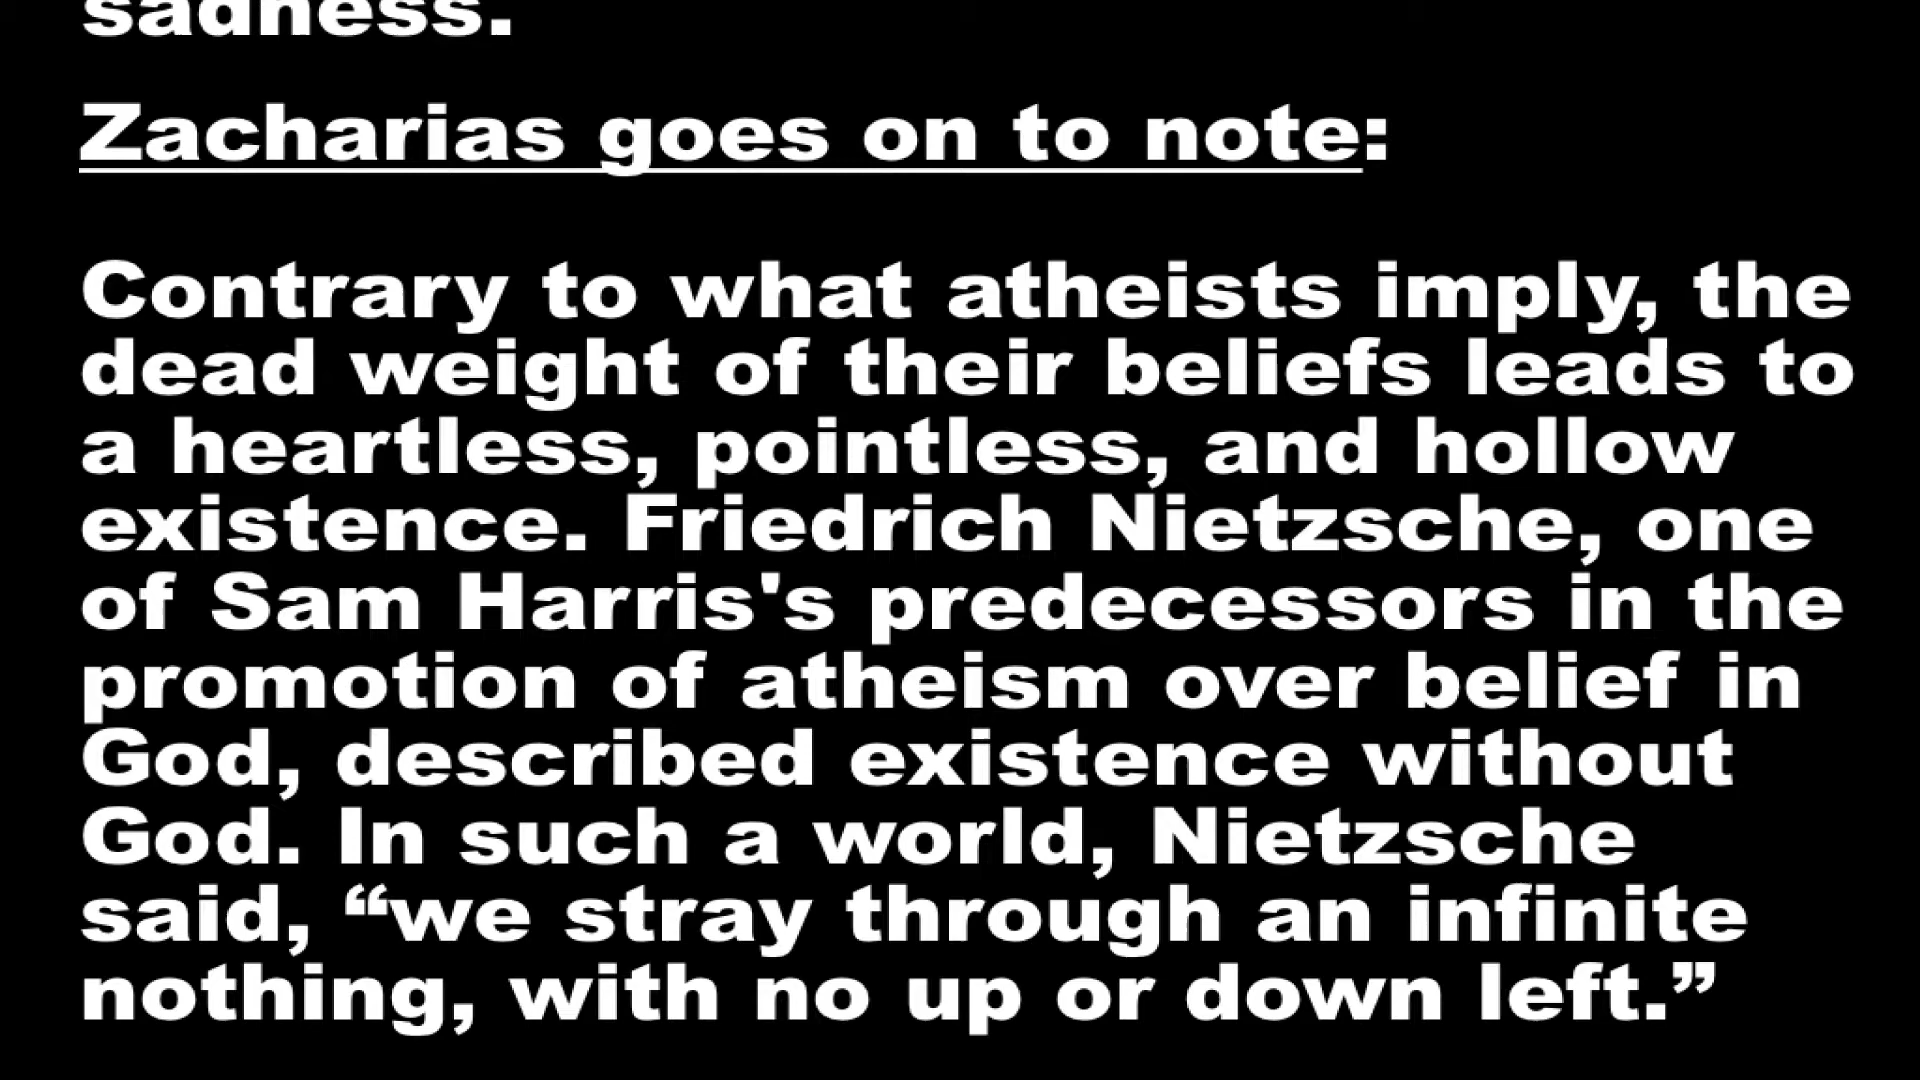 sadness.
Zacharias goes on to note:
Contrary to what atheists imply, the
dead weight of their beliefs leads to
a heartless, pointless, and hollow
existence. Friedrich Nietzsche, one
of Sam Harris's predecessors in the
promotion of atheism over belief in
God, described existence without
God. In such a world, Nietzsche
said, “we stray through an infinite
nothing, with no up or down left.”